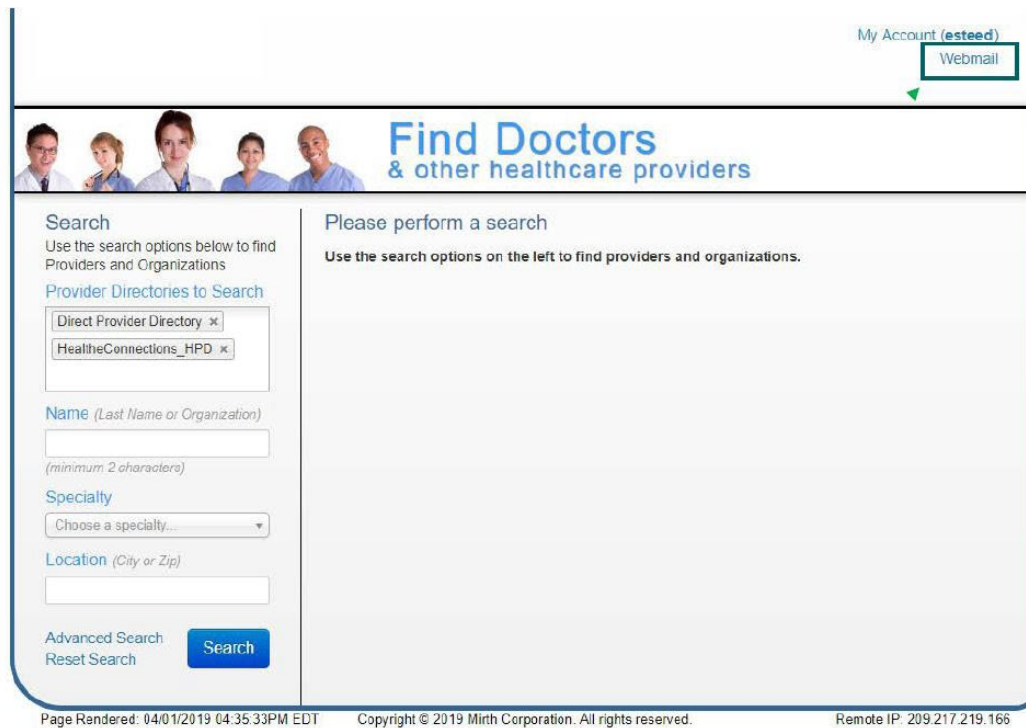 My Account (esteed)
Webmail
Find Doctors
& other healthcare providers
Search
Use the search options below to find
Providers and Organizations
Provider Directories to Search
Direct Provider Directory ×
HealtheConnections_HPD ×
Name (Last Name or Organization)
(minimum 2 characters)
Specialty
Choose a specialty...
Location (City or Zip)
Advanced Search
Reset Search
Search
Please perform a search
Use the search options on the left to find providers and organizations.
Page Rendered: 04/01/2019 04:35:33PM EDT
Copyright © 2019 Mirth Corporation. All rights reserved.
Remote IP: 209.217.219.166